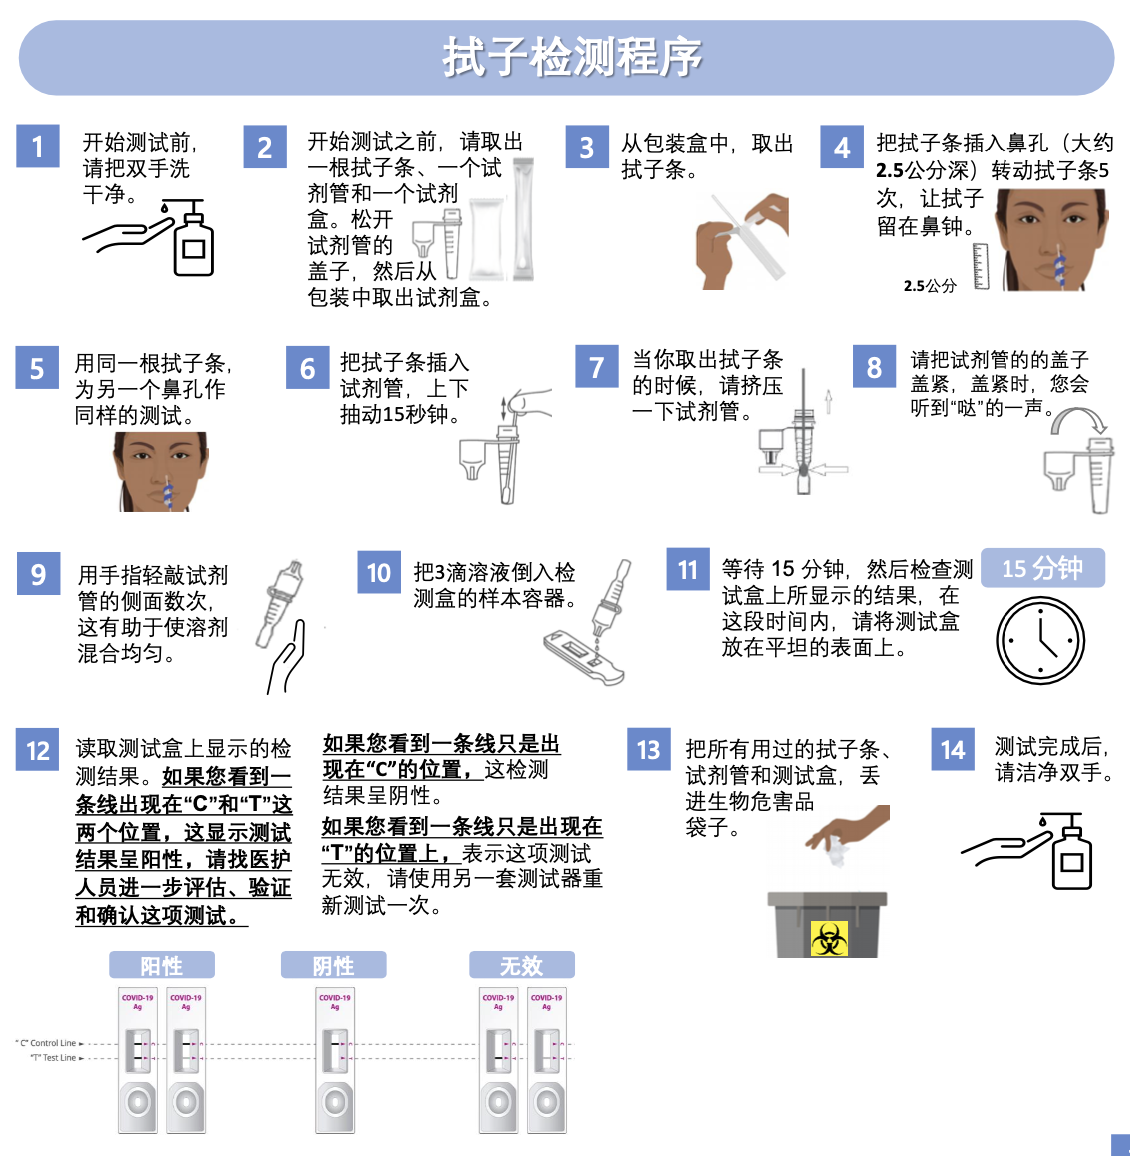 拭子检测程序
1
开始测试前，
请把双手洗
干净。
2
开始测试之前，请取出
一根拭子条、一个试
剂管和一个试剂
盒。松开
试剂管的
盖子，然后从
包装中取出试剂盒。
3
从包装盒中，取出
拭子条。
4
把拭子条插入鼻孔（大约
2.5公分深）转动拭子条5
次，让拭子
留在鼻钟。
2.5公分
5
用同一根拭子条，
为另一个鼻孔作
同样的测试。
6
把拭子条插入
试剂管，上下
抽动15秒钟。
7
当你取出拭子条
的时候，请挤压
一下试剂管。
8
请把试剂管的的盖子
盖紧，盖紧时，您会
听到“哒”的一声。
9
用手指轻敲试剂
管的侧面数次，
这有助于使溶剂
混合均匀。
10
把3滴溶液倒入检
测盒的样本容器。
11
等待 15 分钟，然后检查测
试盒上所显示的结果，在
这段时间内，请将测试盒
放在平坦的表面上。
15 分钟
12
读取测试盒上显示的检
测结果。如果您看到一
条线出现在“C”和“T”这
两个位置，这显示测试
结果呈阳性，请找医护
人员进一步评估、验证
和确认这项测试。
如果您看到一条线只是出
现在“C”的位置，这检测
结果呈阴性。
如果您看到一条线只是出现在
“T”的位置上，表示这项测试
无效，请使用另一套测试器重
新测试一次。
13
把所有用过的拭子条、
试剂管和测试盒，丢
进生物危害品
袋子。
14
测试完成后，
请洁净双手。
阳性
阴性
无效
COVID-19
Ag
COVID-19
Ag
COVID-19
Ag
COVID-19
Ag
COVID-19
Ag
“ C” Control Line
“T” Test Line